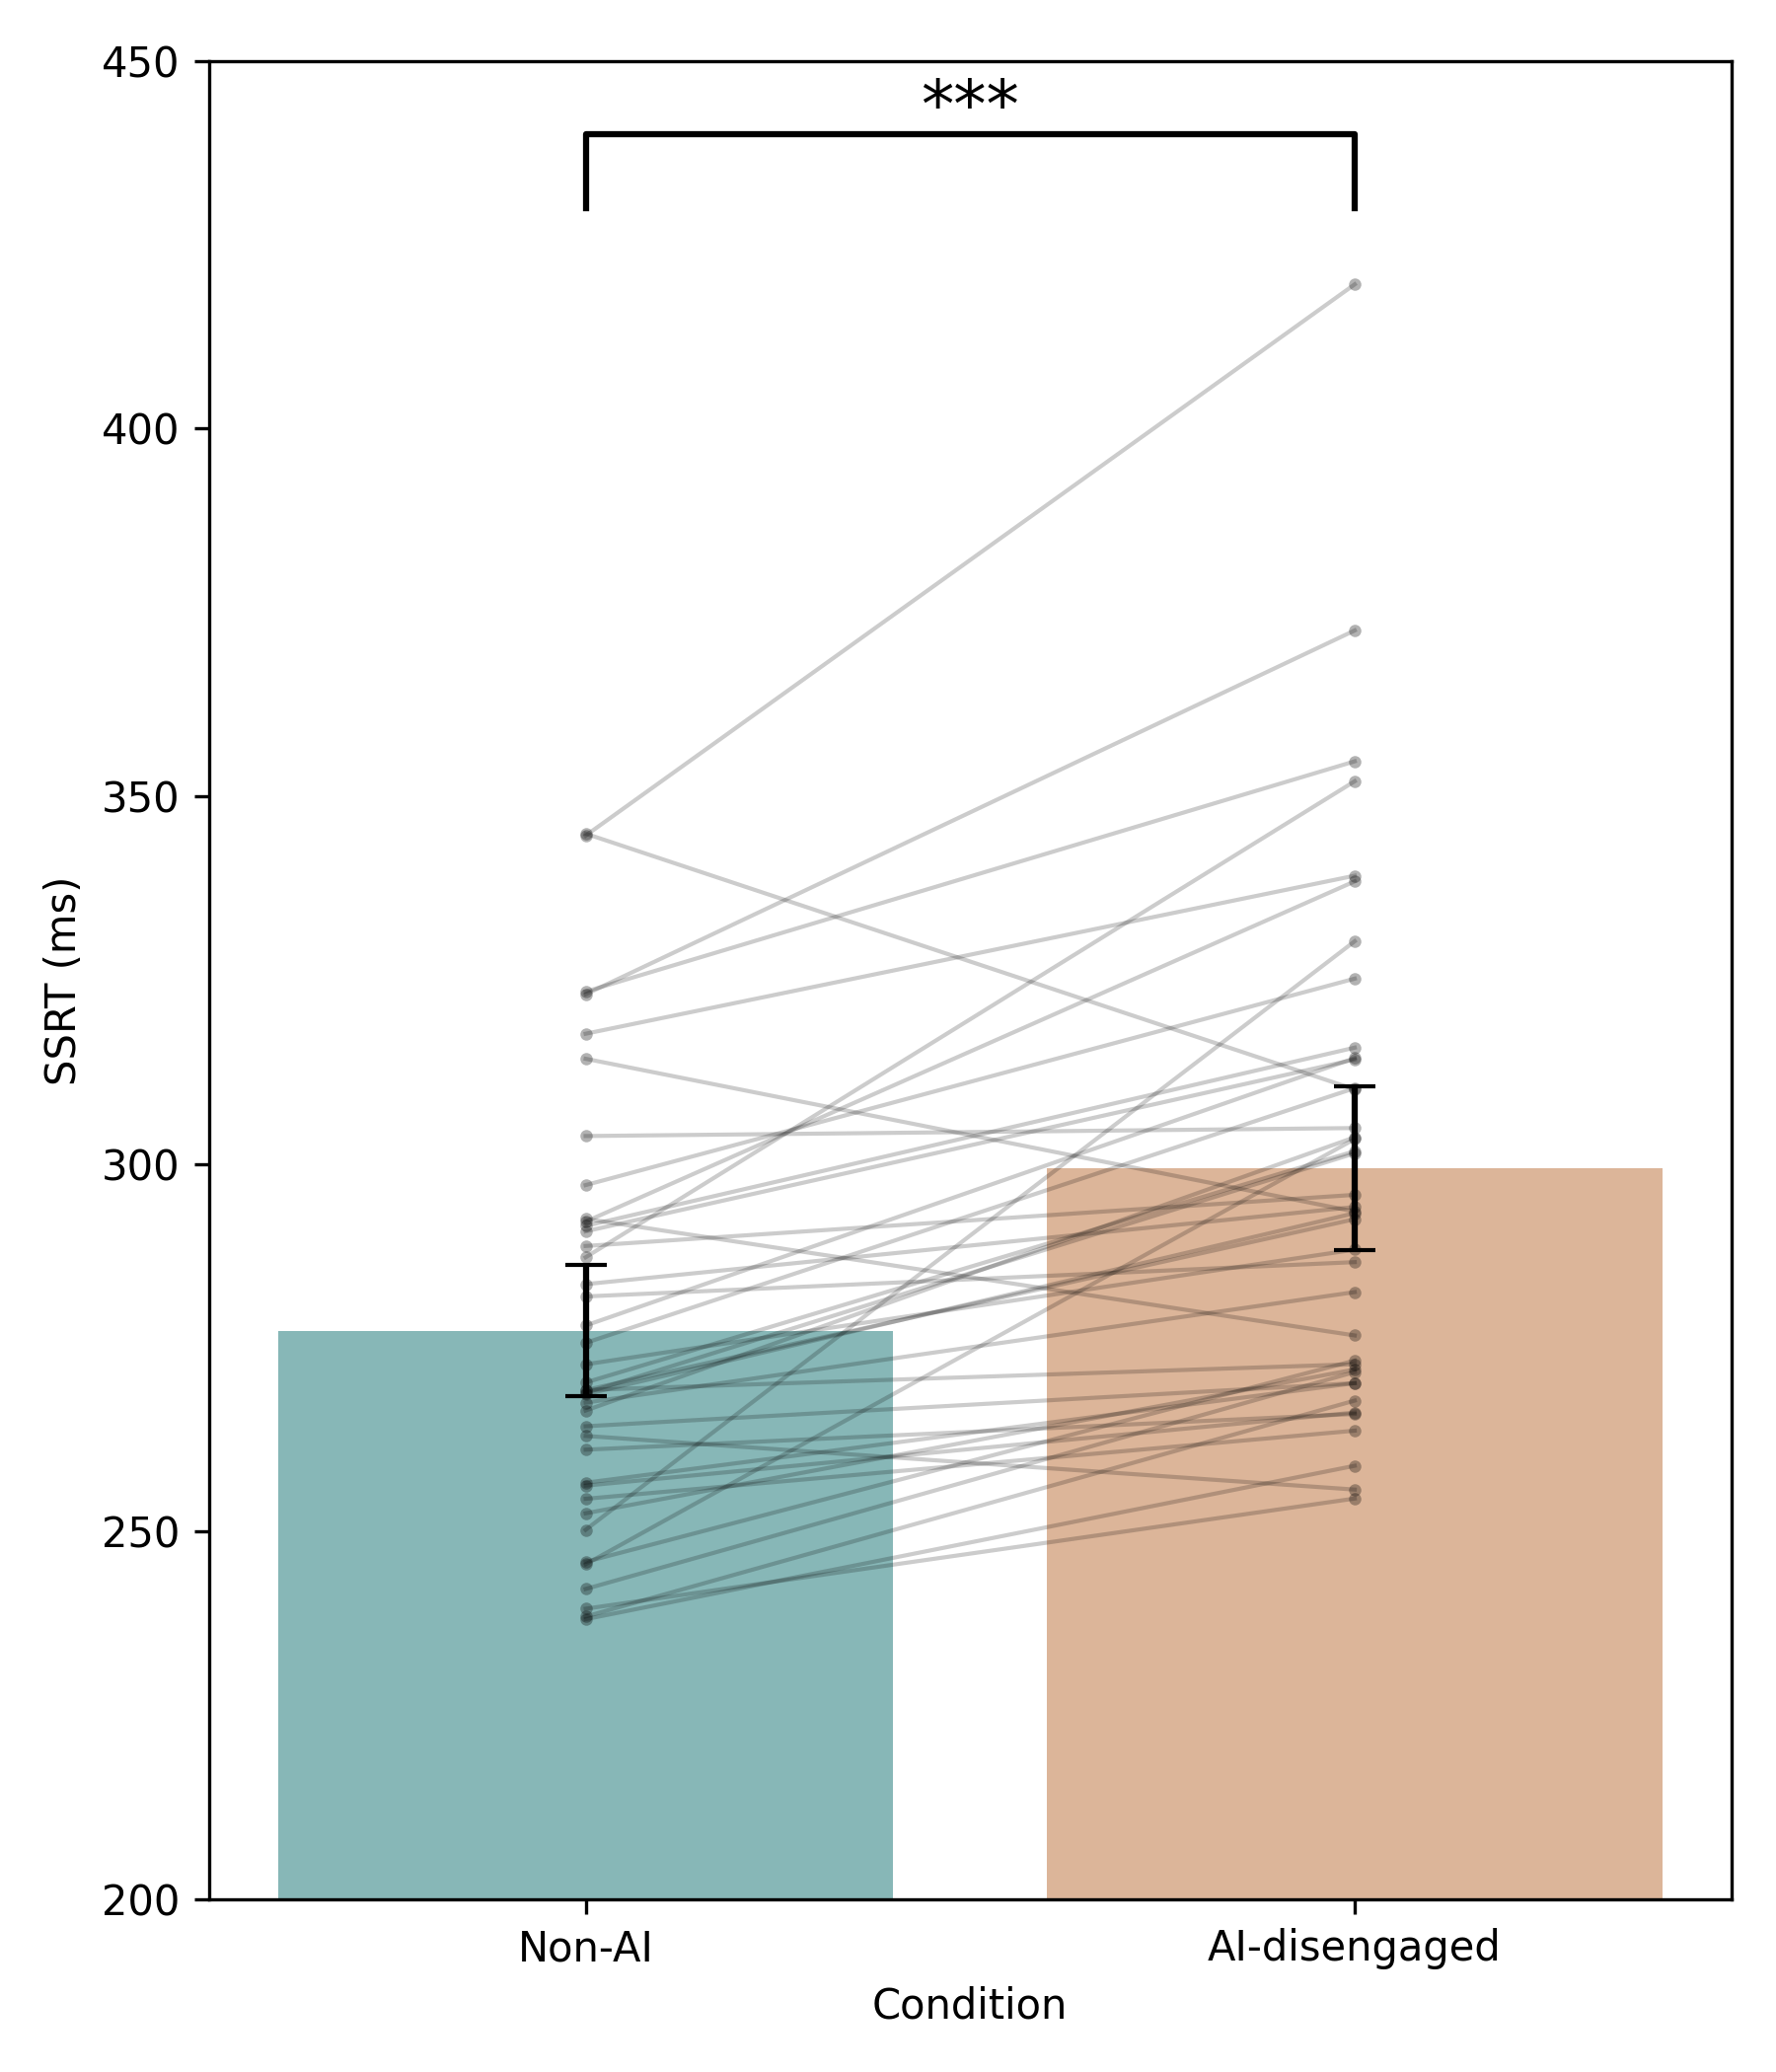 450
***
400
350
SSRT (ms)
300
250
200
Non-AI
AI-disengaged
Condition